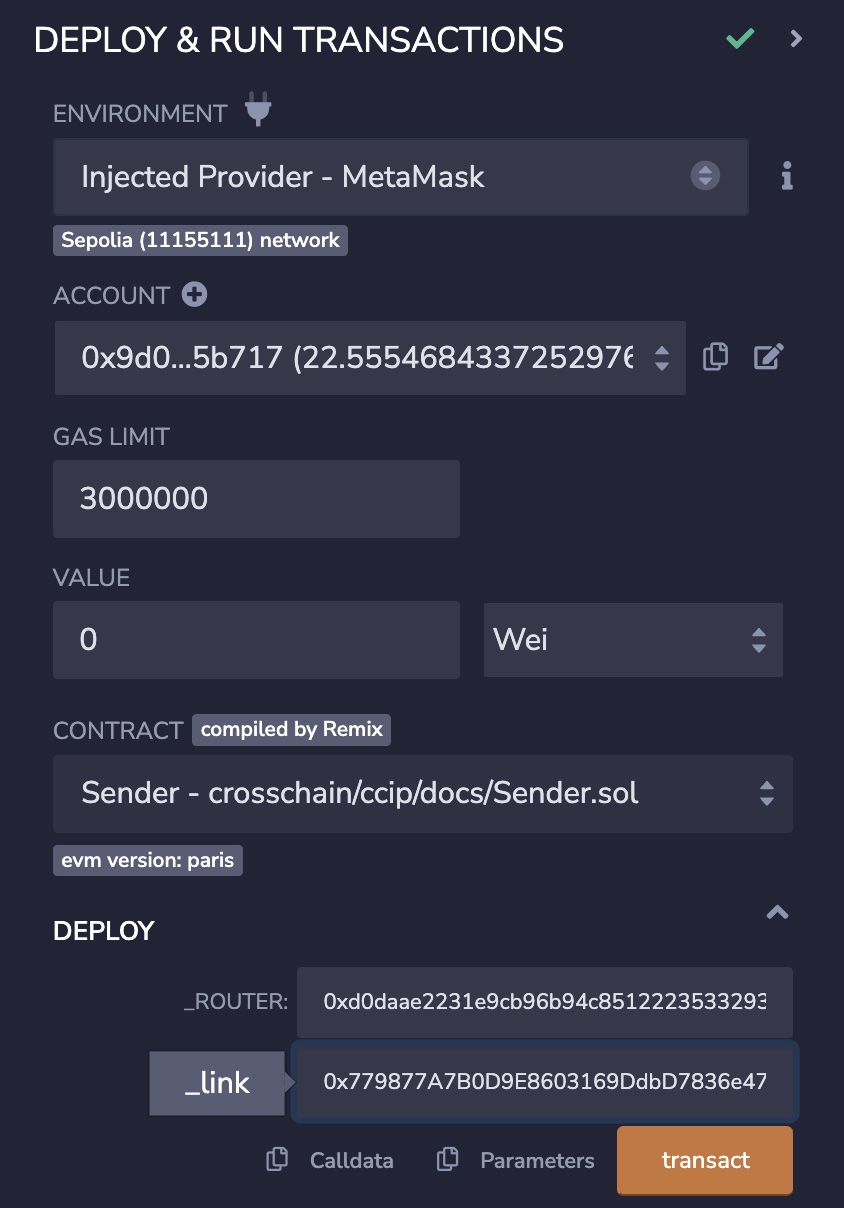 DEPLOY & RUN TRANSACTIONS
ENVIRONMENT
Injected Provider - MetaMask
Sepolia (11155111) network
ACCOUNT
0x9d0...5b717 (22.5554684337252976
GAS LIMIT
3000000
VALUE
0 Wei
CONTRACT compiled by Remix
Sender - crosschain/ccip/docs/Sender.sol
evm version: paris
DEPLOY
_ROUTER: 0xd0daae2231e9cb96b94c8512223533293
_link 0x779877A7B0D9E8603169DdbD7836e47
Calldata Parameters transact